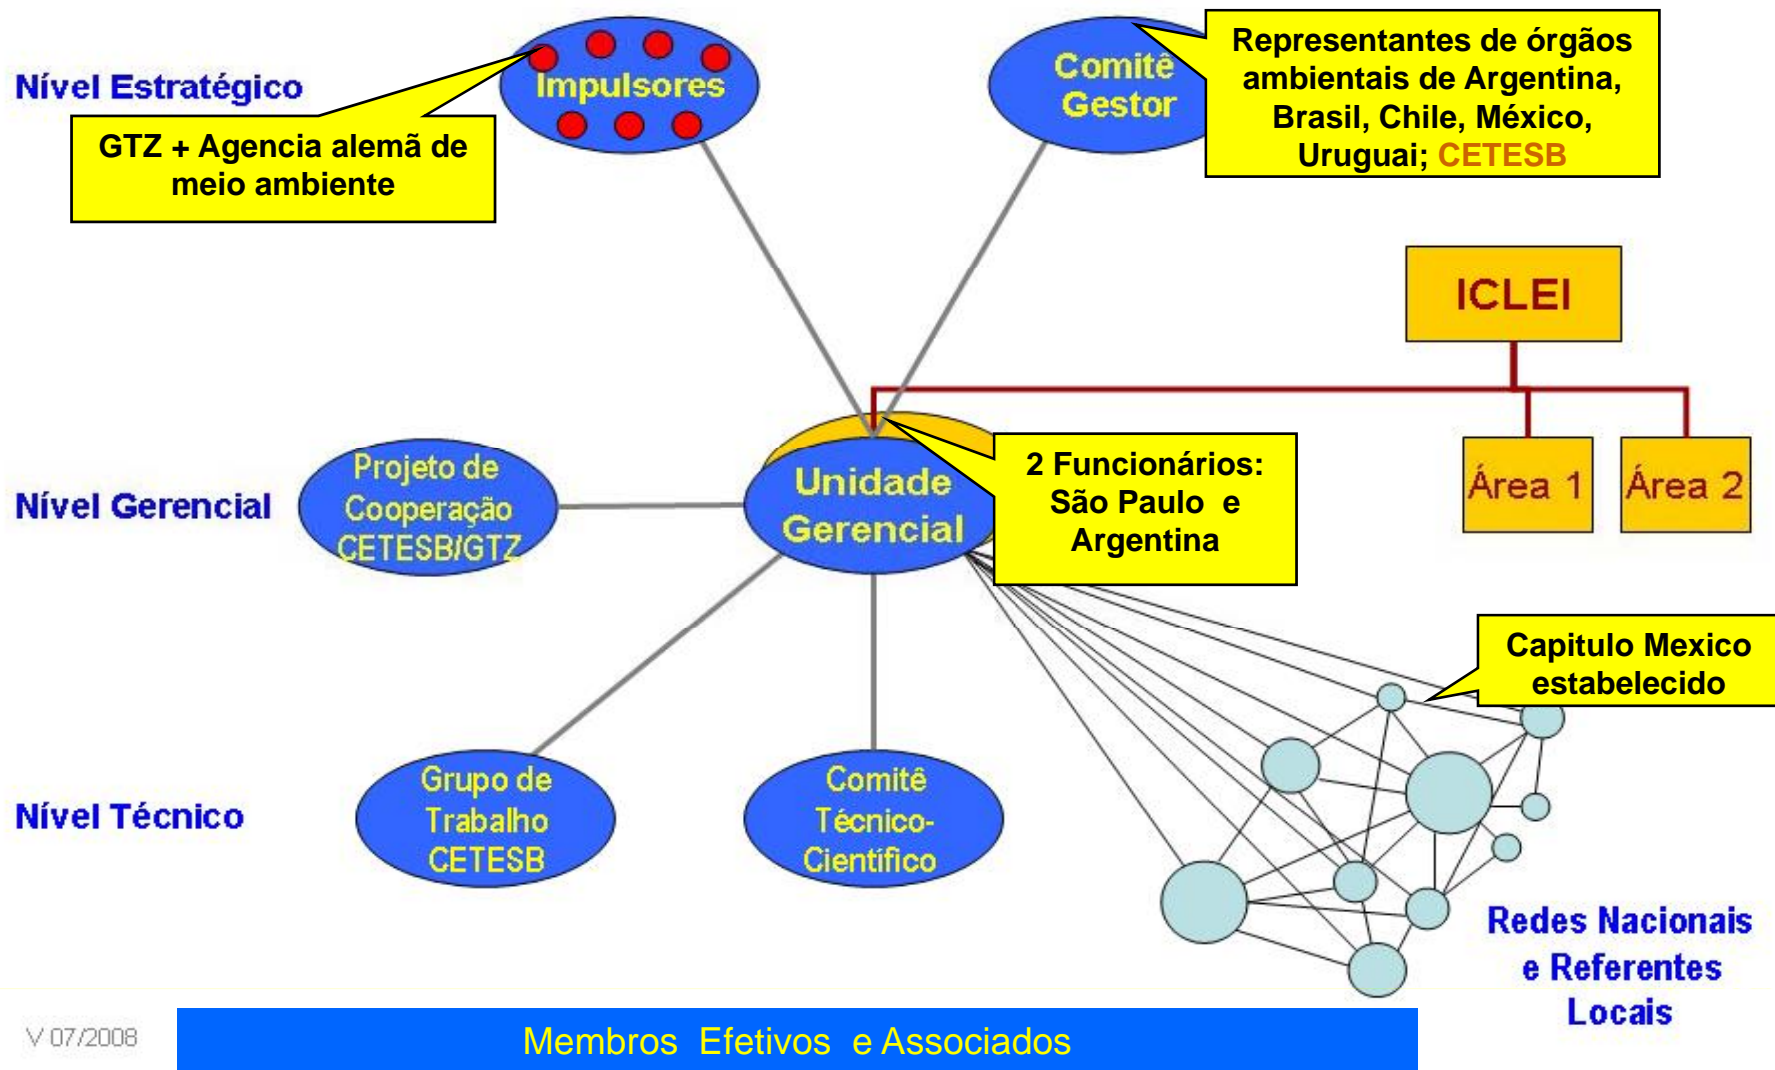 Nível Estratégico
Impulsores
GTZ + Agencia alemã de
meio ambiente
Comitê
Gestor
Representantes de órgãos
ambientais de Argentina,
Brasil, Chile, México,
Uruguai; CETESB
ICLEI
Área 1
Área 2
Nível Gerencial
Projeto de
Cooperação
CETESB/GTZ
Unidade
Gerencial
2 Funcionários:
São Paulo e
Argentina
Capitulo Mexico
estabelecido
Nível Técnico
Grupo de
Trabalho
CETESB
Comitê
Técnico-
Científico
Redes Nacionais
e Referentes
Locais
V 07/2008
Membros Efetivos e Associados